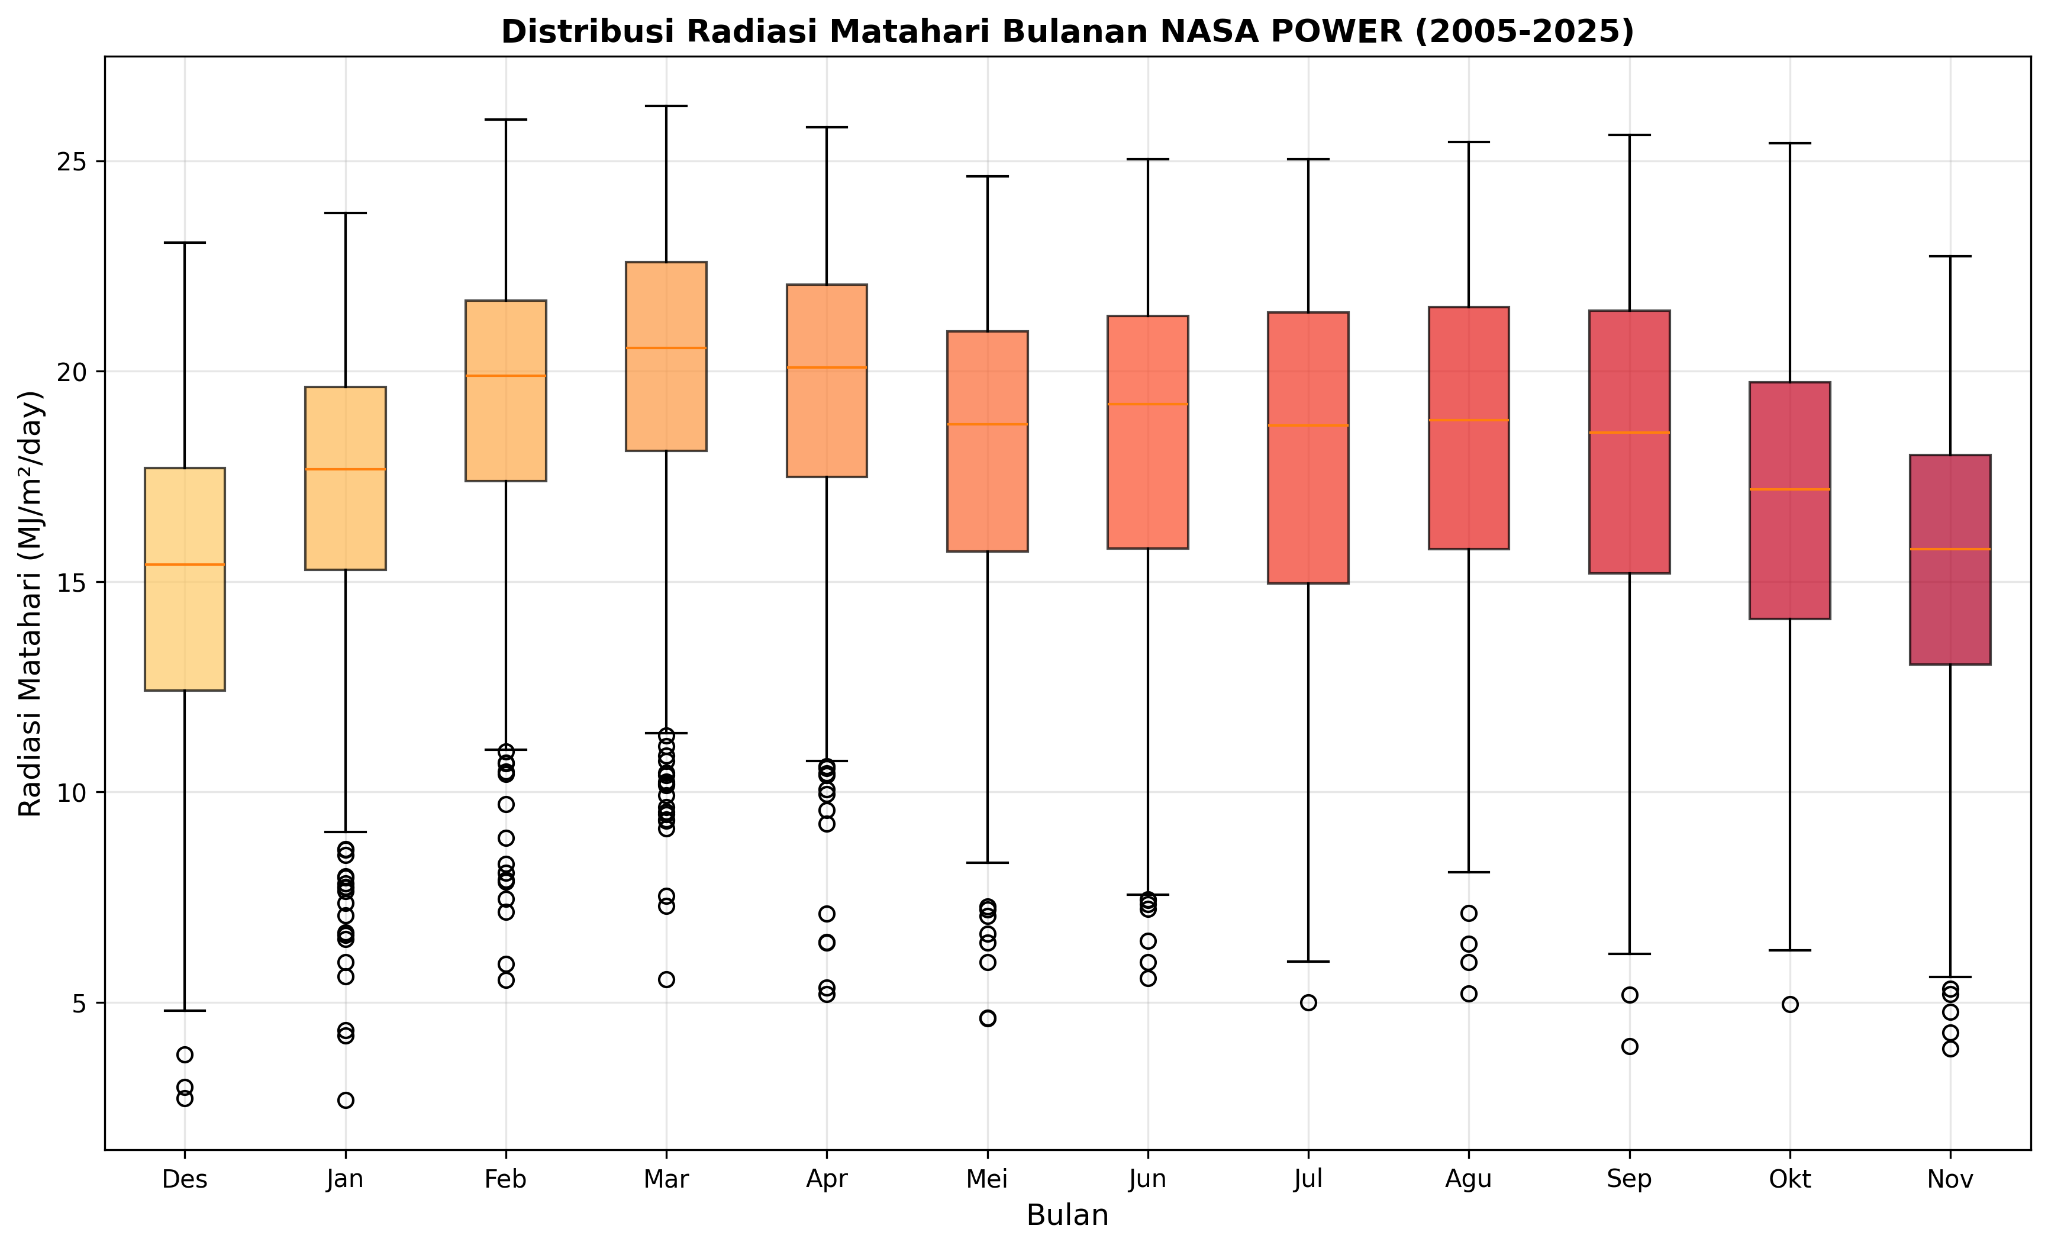 Distribusi Radiasi Matahari Bulanan NASA POWER (2005-2025)
Radiasi Matahari (MJ/m²/day)
25
20
15
10
5
Des Jan Feb Mar Apr Mei Jun Jul Agu Sep Okt Nov
Bulan